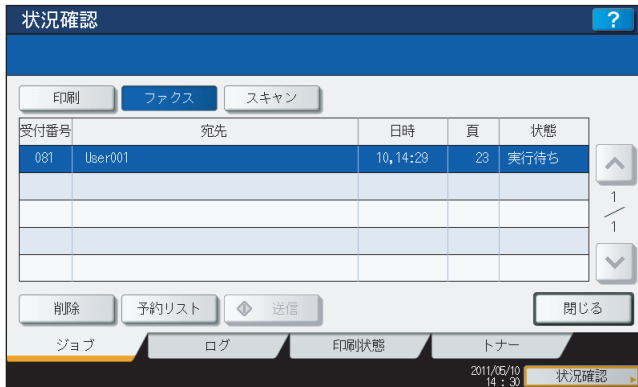 状況確認 ?
印刷 ファクス スキャン
受付番号 宛先 日時 頁 状態
081 User001 10,14:29 23 実行待ち
1
1
削除 予約リスト 送信 閉じる
ジョブ ログ 印刷状態 トナー
2011/05/10
14 : 30 状況確認